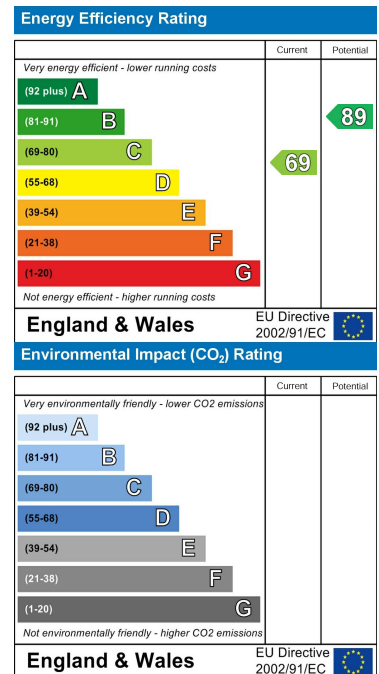 Energy Efficiency Rating
Current Potential
Very energy efficient - lower running costs
(92 plus) A
(81-91) B
89
(69-80) C
69
(55-68) D
(39-54) E
(21-38) F
(1-20) G
Not energy efficient - higher running costs
England & Wales
EU Directive
2002/91/EC
Environmental Impact (CO₂) Rating
Current Potential
Very environmentally friendly - lower CO2 emissions
(92 plus) A
(81-91) B
(69-80) C
(55-68) D
(39-54) E
(21-38) F
(1-20) G
Not environmentally friendly - higher CO2 emissions
England & Wales
EU Directive
2002/91/EC